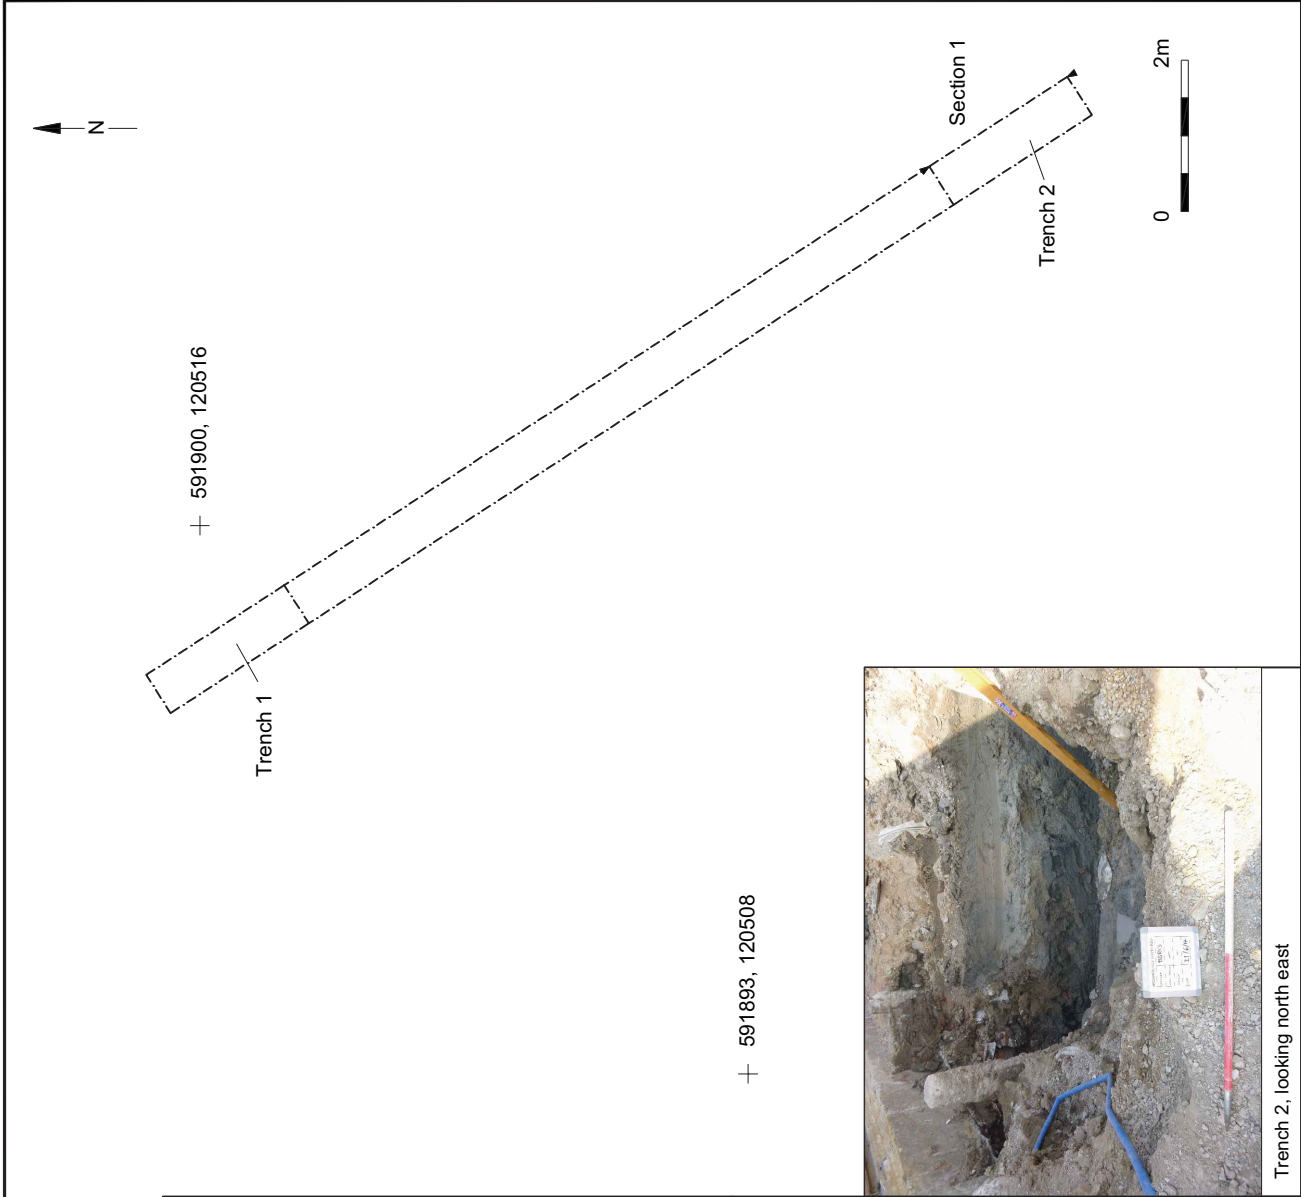 N
591900, 120516
Section 1
2m
0
Trench 1
Trench 2
591893, 120508
Trench 2, looking north east